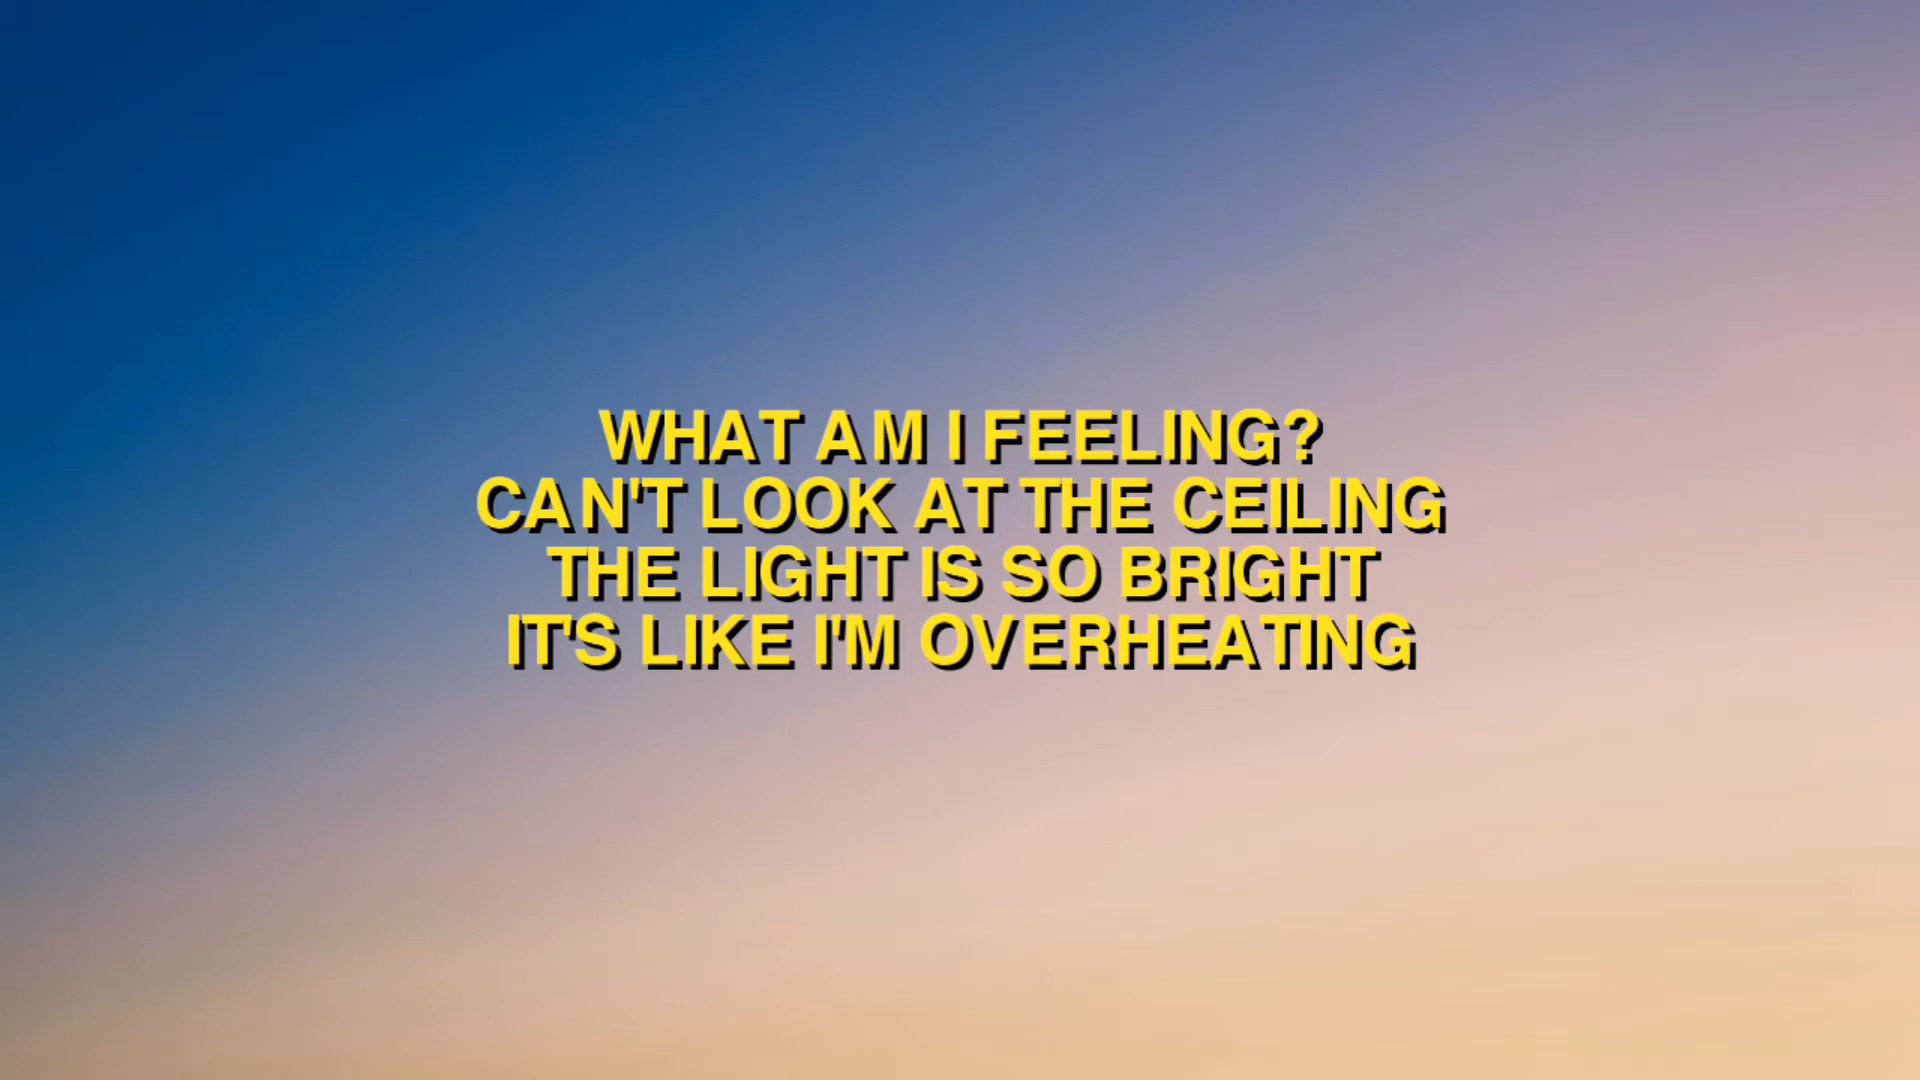 WHAT AM I FEELING?
CAN'T LOOK AT THE CEILING
THE LIGHT IS SO BRIGHT
IT'S LIKE I'M OVERHEATING